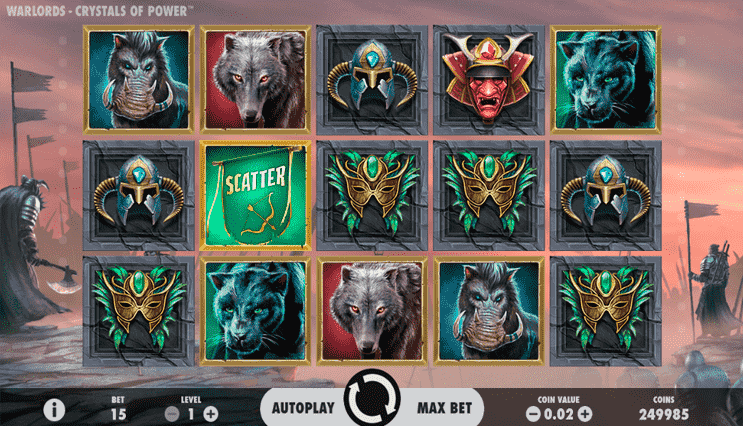 WARLORDS - CRYSTALS OF POWER™
SCATTER
BET
15
LEVEL
1
AUTOPLAY
MAX BET
COIN VALUE
0.02
COINS
249985